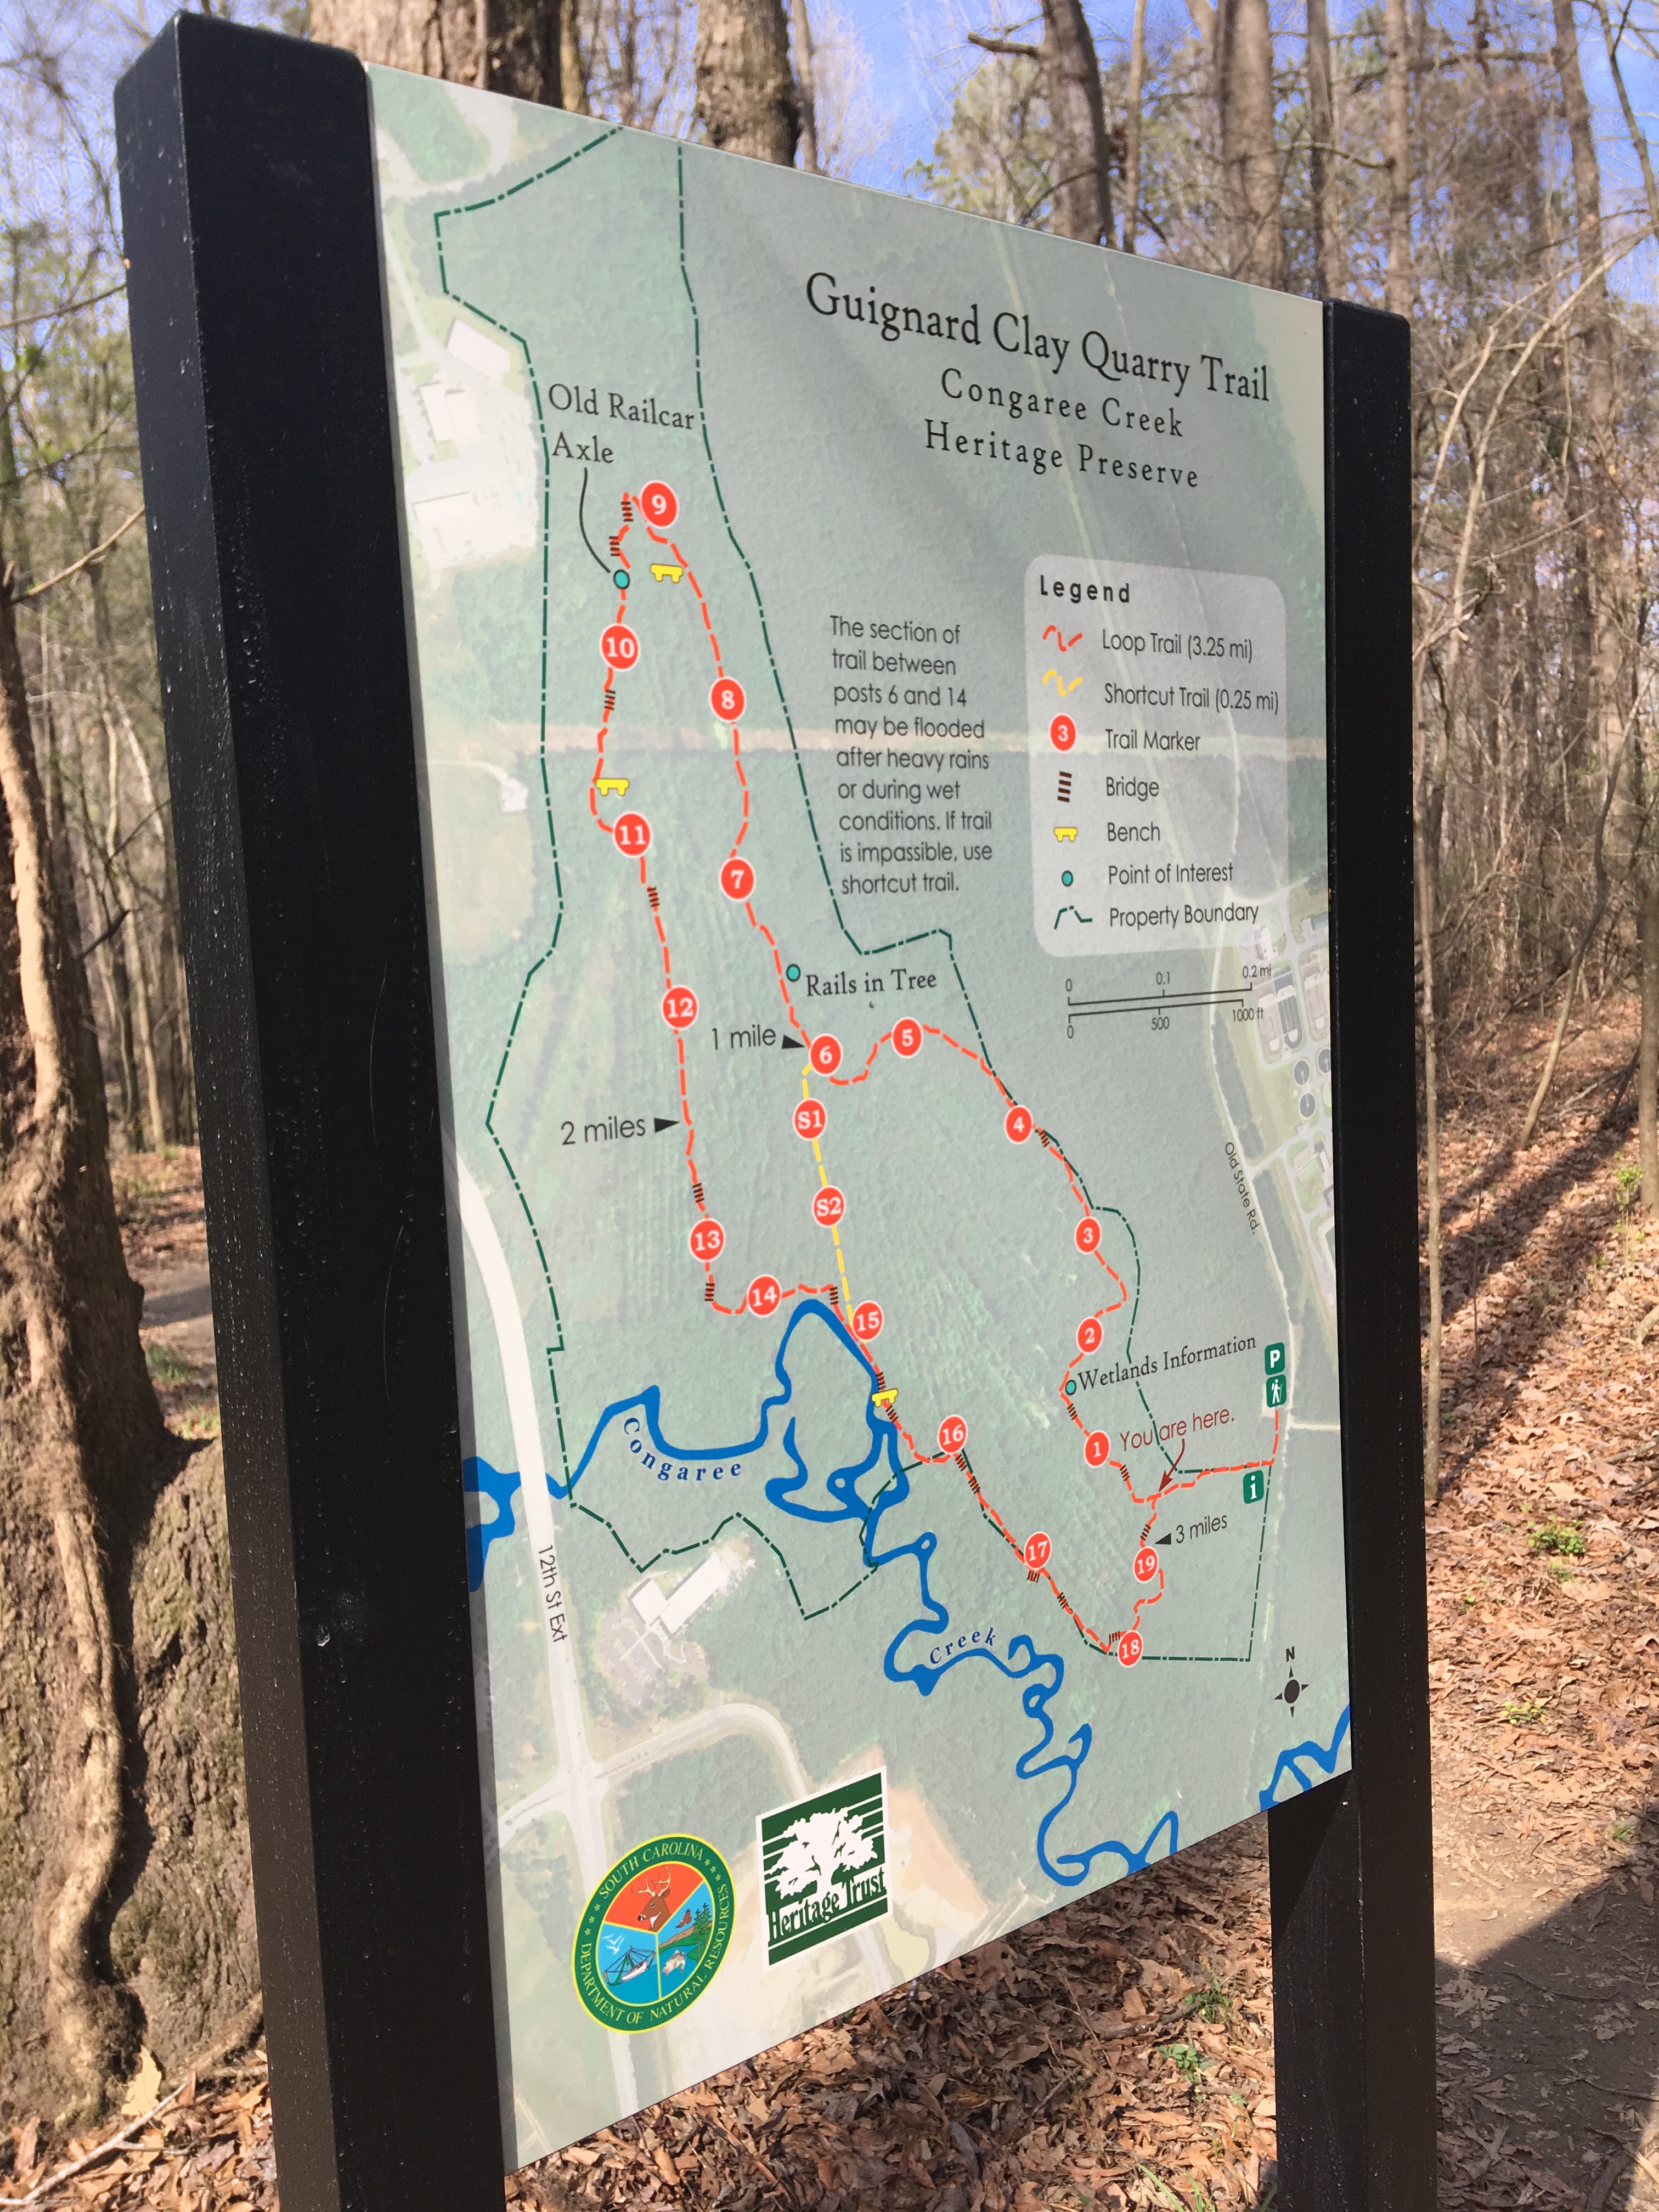 Guignard Clay Quarry Trail
Congaree Creek
Heritage Preserve
Old Railcar
Axle
9
10
8
11
7
12
The section of
trail between
posts 6 and 14
may be flooded
after heavy rains
or during wet
conditions. If trail
is impassible, use
shortcut trail.
Legend
Loop Trail (3.25 mi)
Shortcut Trail (0.25 mi)
3
Trail Marker
Bridge
Bench
Point of Interest
Property Boundary
0 0.1 0.2 mi
0 500 1000 ft
Rails in Tree
1 mile
6
5
S1
4
2 miles
S2
3
13
14
15
2
Wetlands Information
P
16
1
You are here.
i
Congaree
3 miles
17
19
18
Creek
Old State Rd.
12th St Ext
N
SOUTH CAROLINA
DEPARTMENT OF NATURAL RESOURCES
Heritage Trust